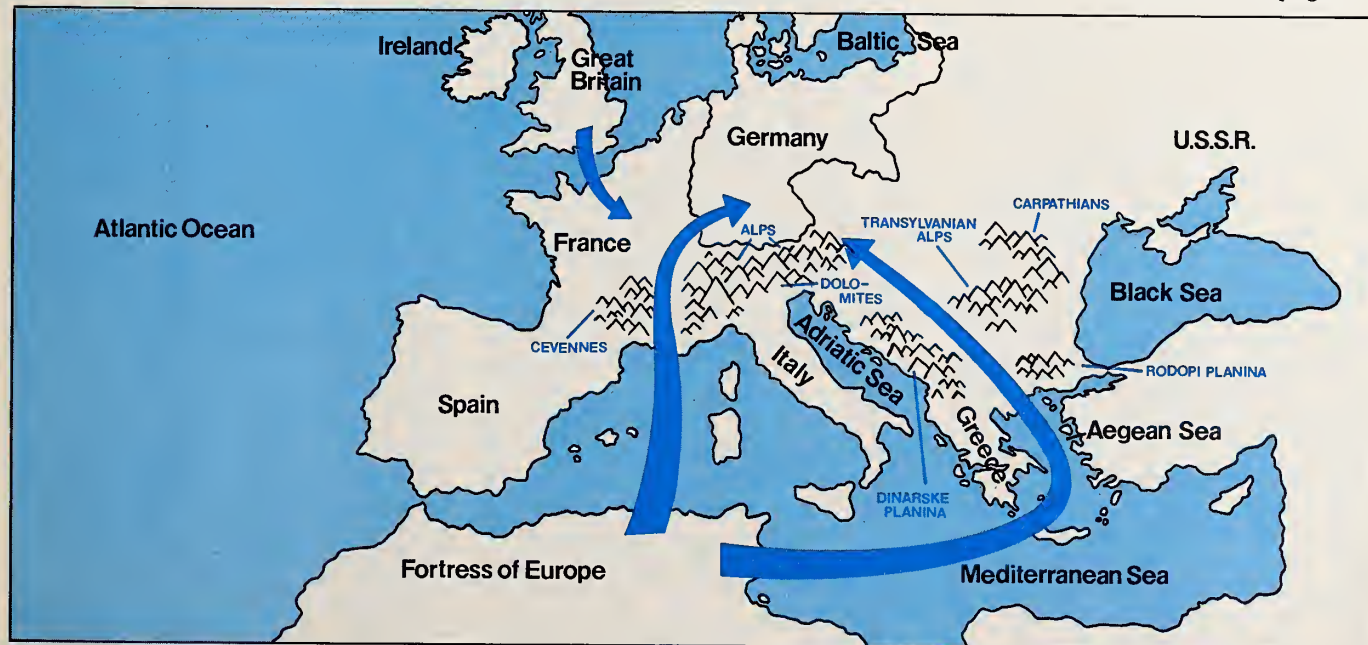 Ireland
Great
Britain
Baltic Sea
Germany
U.S.S.R.
Atlantic Ocean
France
ALPS
TRANSYLVANIAN
ALPS
CARPATHIANS
DOLO-
MITES
Black Sea
CEVENNES
Adriatic Sea
Italy
RODOPI PLANINA
Spain
Greece
Aegean Sea
DINARSKE
PLANINA
Fortress of Europe
Mediterranean Sea